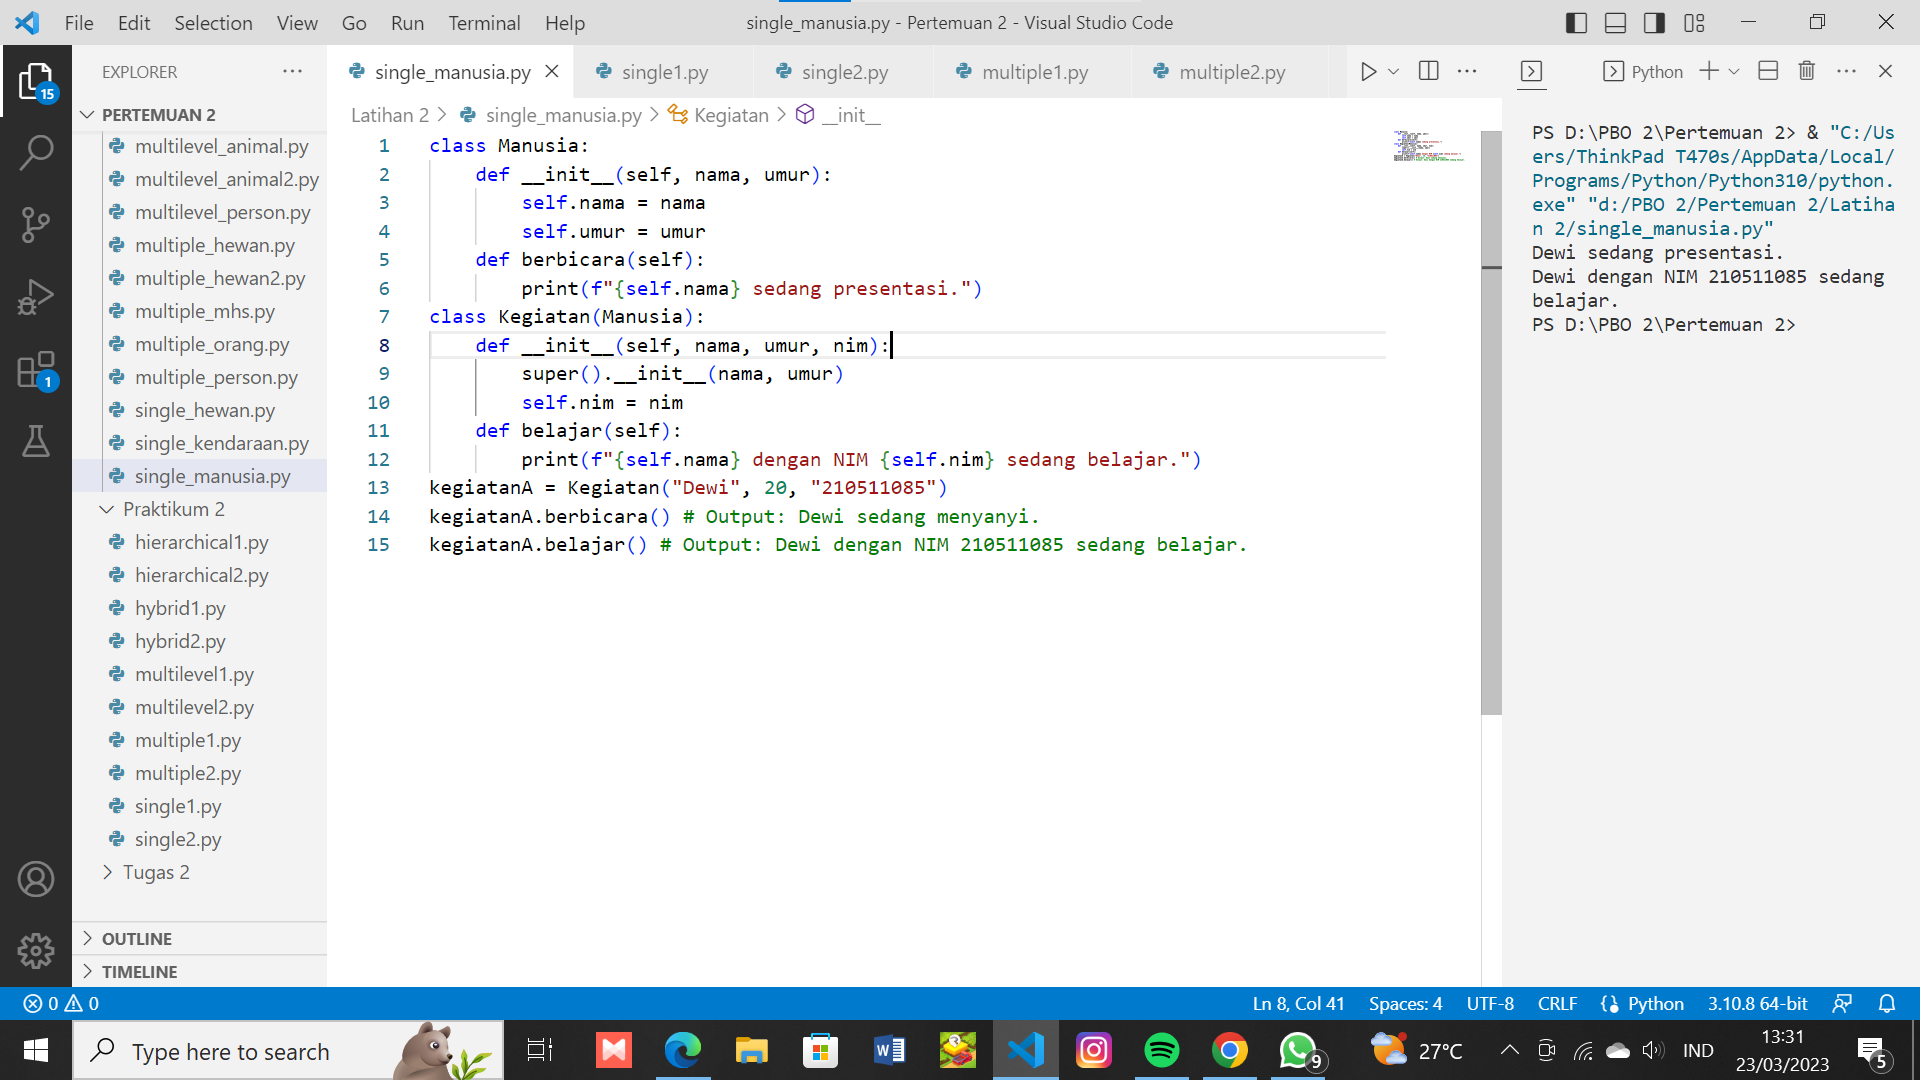 File Edit Selection View Go Run Terminal Help
single_manusia.py - Pertemuan 2 - Visual Studio Code
15
1
EXPLORER
PERTEMUAN 2
multilevel_animal.py
multilevel_animal2.py
multilevel_person.py
multiple_hewan.py
multiple_hewan2.py
multiple_mhs.py
multiple_orang.py
multiple_person.py
single_hewan.py
single_kendaraan.py
single_manusia.py
Praktikum 2
hierarchical1.py
hierarchical2.py
hybrid1.py
hybrid2.py
multilevel1.py
multilevel2.py
multiple1.py
multiple2.py
single1.py
single2.py
Tugas 2
OUTLINE
TIMELINE
single_manusia.py single1.py single2.py multiple1.py multiple2.py
Latihan 2 > single_manusia.py > Kegiatan > __init__
1 class Manusia:
2     def __init__(self, nama, umur):
3         self.nama = nama
4         self.umur = umur
5     def berbicara(self):
6         print(f"{self.nama} sedang presentasi.")
7 class Kegiatan(Manusia):
8     def __init__(self, nama, umur, nim):
9         super().__init__(nama, umur)
10         self.nim = nim
11     def belajar(self):
12         print(f"{self.nama} dengan NIM {self.nim} sedang belajar.")
13 kegiatanA = Kegiatan("Dewi", 20, "210511085")
14 kegiatanA.berbicara() # Output: Dewi sedang menyanyi.
15 kegiatanA.belajar() # Output: Dewi dengan NIM 210511085 sedang belajar.
Python
PS D:\PBO 2\Pertemuan 2> & "C:/Us
ers/ThinkPad T470s/AppData/Local/
Programs/Python/Python310/python.
exe" "d:/PBO 2/Pertemuan 2/Latiha
n 2/single_manusia.py"
Dewi sedang presentasi.
Dewi dengan NIM 210511085 sedang
belajar.
PS D:\PBO 2\Pertemuan 2>
0 0
Ln 8, Col 41 Spaces: 4 UTF-8 CRLF Python 3.10.8 64-bit
Type here to search
9
27°C
IND
13:31
23/03/2023
5